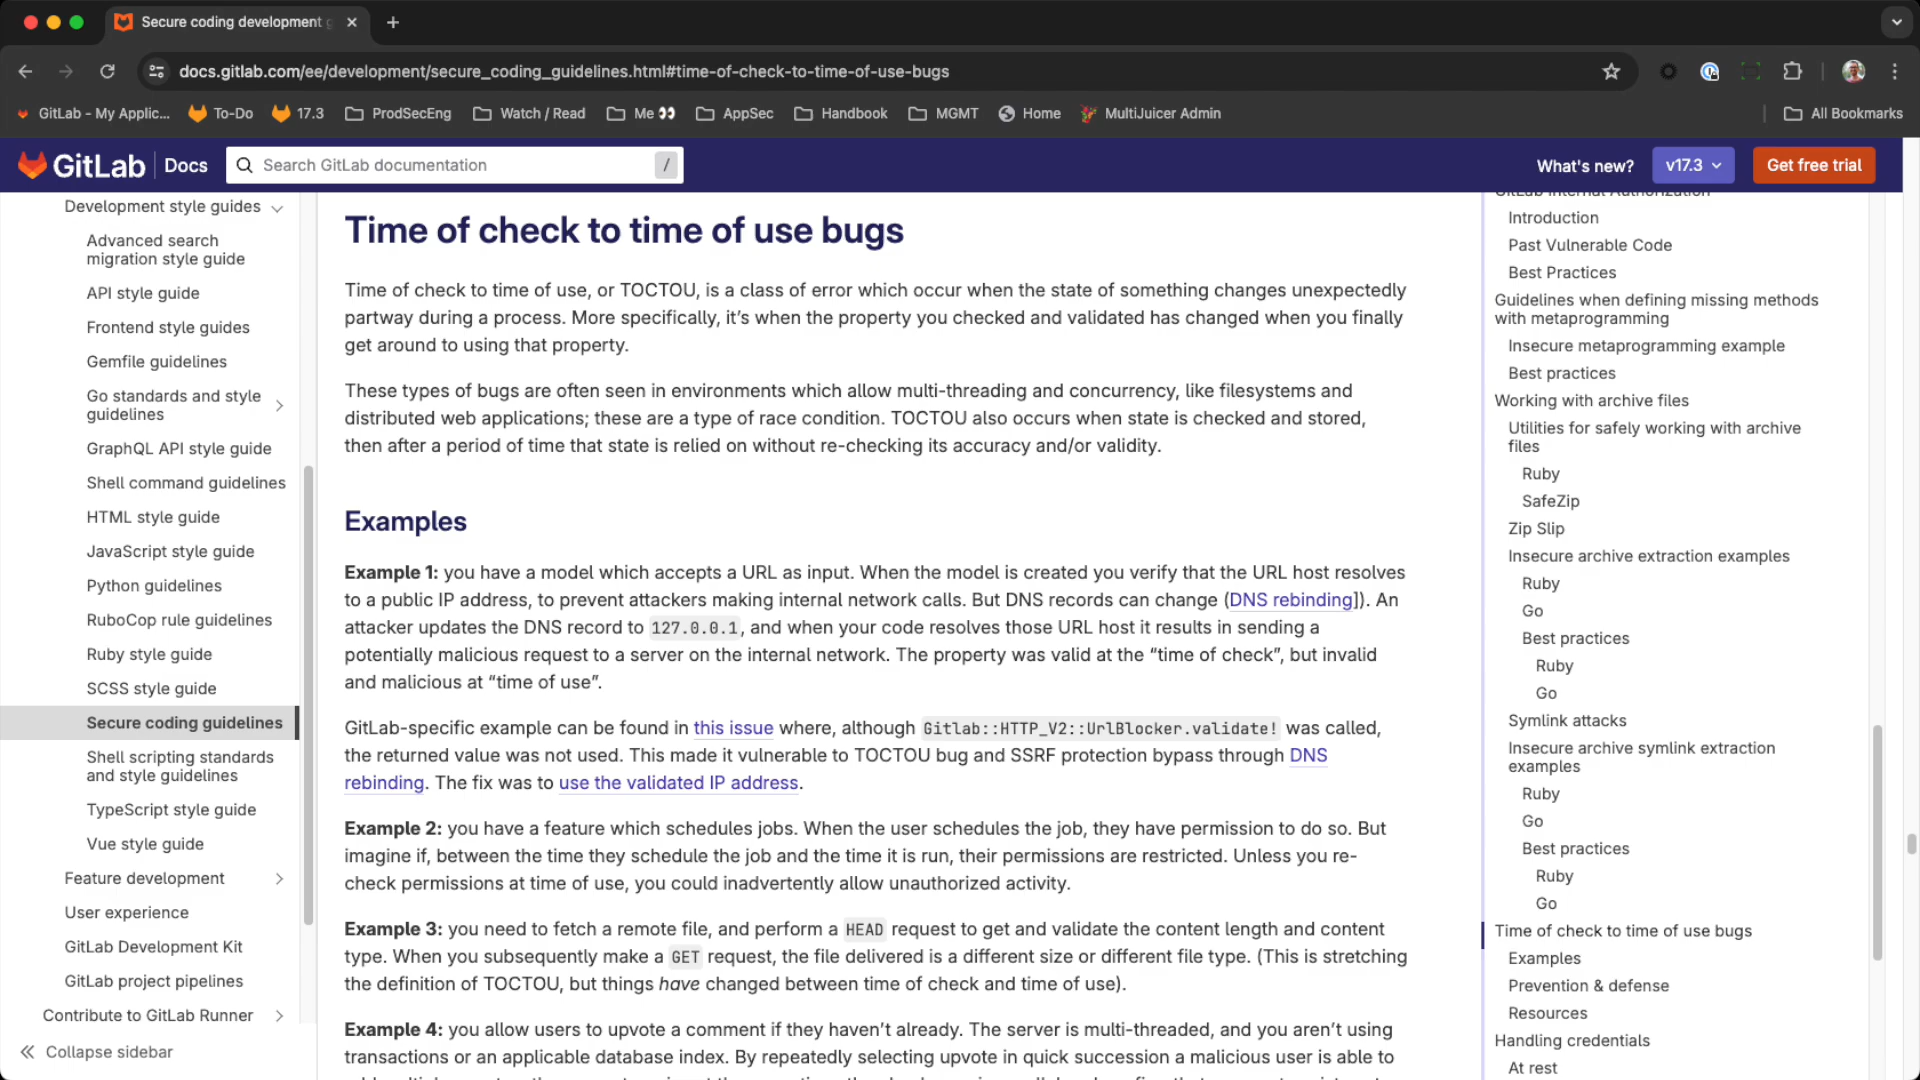 Secure coding development g
docs.gitlab.com/ee/development/secure_coding_guidelines.html#time-of-check-to-time-of-use-bugs
GitLab - My Applic...
To-Do
17.3
ProdSecEng
Watch / Read
Me 👀
AppSec
Handbook
MGMT
Home
MultiJuicer Admin
All Bookmarks
GitLab
Docs
Search GitLab documentation
/
What's new?
v17.3
Get free trial
Development style guides
Advanced search
migration style guide
API style guide
Frontend style guides
Gemfile guidelines
Go standards and style
guidelines
GraphQL API style guide
Shell command guidelines
HTML style guide
JavaScript style guide
Python guidelines
RuboCop rule guidelines
Ruby style guide
SCSS style guide
Secure coding guidelines
Shell scripting standards
and style guidelines
TypeScript style guide
Vue style guide
Feature development
User experience
GitLab Development Kit
GitLab project pipelines
Contribute to GitLab Runner
Collapse sidebar
Time of check to time of use bugs
Time of check to time of use, or TOCTOU, is a class of error which occur when the state of something changes unexpectedly
partway during a process. More specifically, it’s when the property you checked and validated has changed when you finally
get around to using that property.
These types of bugs are often seen in environments which allow multi-threading and concurrency, like filesystems and
distributed web applications; these are a type of race condition. TOCTOU also occurs when state is checked and stored,
then after a period of time that state is relied on without re-checking its accuracy and/or validity.
Examples
Example 1: you have a model which accepts a URL as input. When the model is created you verify that the URL host resolves
to a public IP address, to prevent attackers making internal network calls. But DNS records can change (DNS rebinding]). An
attacker updates the DNS record to 127.0.0.1, and when your code resolves those URL host it results in sending a
potentially malicious request to a server on the internal network. The property was valid at the “time of check”, but invalid
and malicious at “time of use”.
GitLab-specific example can be found in this issue where, although Gitlab::HTTP_V2::UrlBlocker.validate! was called,
the returned value was not used. This made it vulnerable to TOCTOU bug and SSRF protection bypass through DNS
rebinding. The fix was to use the validated IP address.
Example 2: you have a feature which schedules jobs. When the user schedules the job, they have permission to do so. But
imagine if, between the time they schedule the job and the time it is run, their permissions are restricted. Unless you re-
check permissions at time of use, you could inadvertently allow unauthorized activity.
Example 3: you need to fetch a remote file, and perform a HEAD request to get and validate the content length and content
type. When you subsequently make a GET request, the file delivered is a different size or different file type. (This is stretching
the definition of TOCTOU, but things have changed between time of check and time of use).
Example 4: you allow users to upvote a comment if they haven’t already. The server is multi-threaded, and you aren’t using
transactions or an applicable database index. By repeatedly selecting upvote in quick succession a malicious user is able to
GitLab Internal Authorization
Introduction
Past Vulnerable Code
Best Practices
Guidelines when defining missing methods
with metaprogramming
Insecure metaprogramming example
Best practices
Working with archive files
Utilities for safely working with archive
files
Ruby
SafeZip
Zip Slip
Insecure archive extraction examples
Ruby
Go
Best practices
Ruby
Go
Symlink attacks
Insecure archive symlink extraction
examples
Ruby
Go
Best practices
Ruby
Go
Time of check to time of use bugs
Examples
Prevention & defense
Resources
Handling credentials
At rest